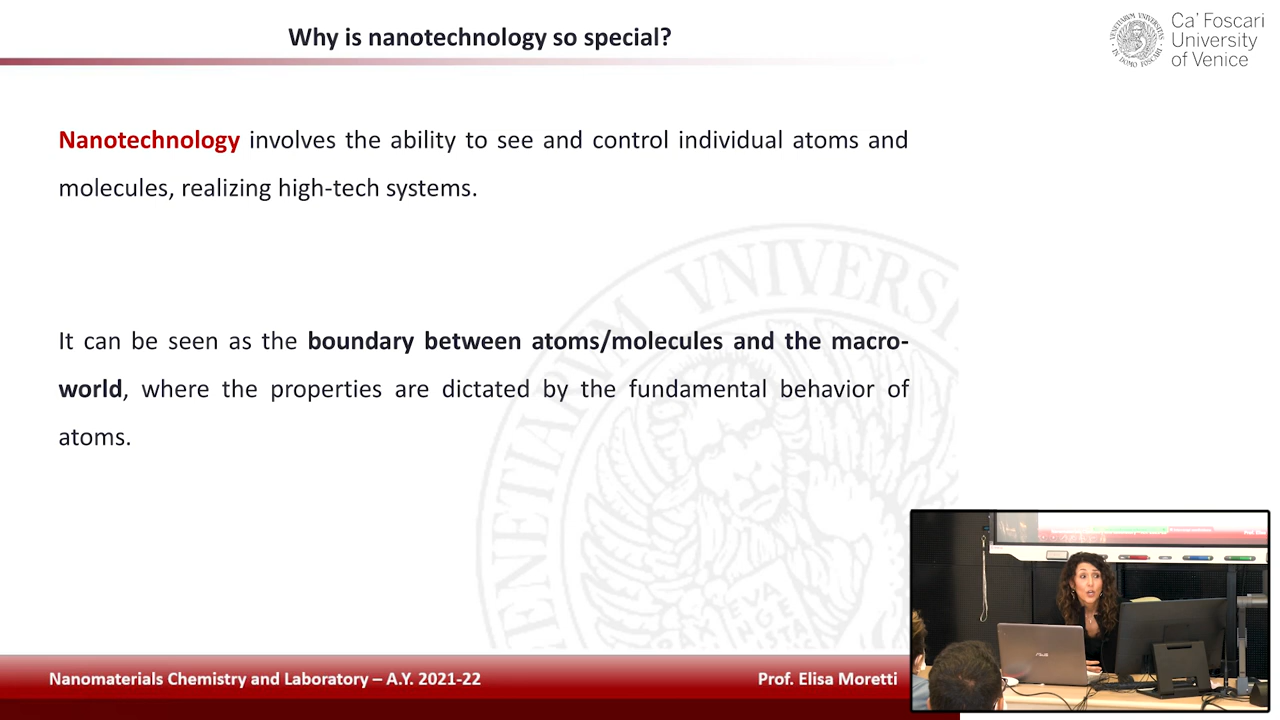 Why is nanotechnology so special?
Ca' Foscari
University
of Venice
Nanotechnology involves the ability to see and control individual atoms and
molecules, realizing high-tech systems.
It can be seen as the boundary between atoms/molecules and the macro-
world, where the properties are dictated by the fundamental behavior of
atoms.
Nanomaterials Chemistry and Laboratory – A.Y. 2021-22
Prof. Elisa Moretti
ASUS